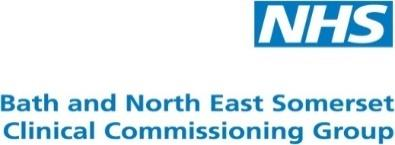 NHS
Bath and North East Somerset
Clinical Commissioning Group